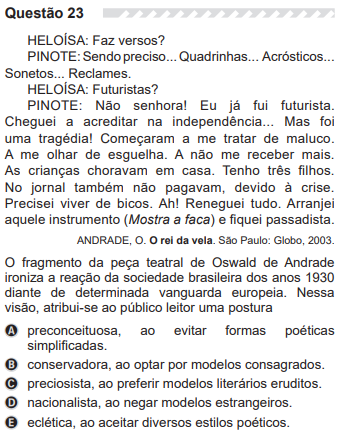 Questão 23
HELOÍSA: Faz versos?
PINOTE: Sendo preciso... Quadrinhas... Acrósticos...
Sonetos... Reclames.
HELOÍSA: Futuristas?
PINOTE: Não senhora! Eu já fui futurista.
Cheguei a acreditar na independência... Mas foi
uma tragédia! Começaram a me tratar de maluco.
A me olhar de esguelha. A não me receber mais.
As crianças choravam em casa. Tenho três filhos.
No jornal também não pagavam, devido à crise.
Precisei viver de bicos. Ah! Reneguei tudo. Arranjei
aquele instrumento (Mostra a faca) e fiquei passadista.
ANDRADE, O. O rei da vela. São Paulo: Globo, 2003.
O fragmento da peça teatral de Oswald de Andrade
ironiza a reação da sociedade brasileira dos anos 1930
diante de determinada vanguarda europeia. Nessa
visão, atribui-se ao público leitor uma postura
A preconceituosa, ao evitar formas poéticas
simplificadas.
B conservadora, ao optar por modelos consagrados.
C preciosista, ao preferir modelos literários eruditos.
D nacionalista, ao negar modelos estrangeiros.
E eclética, ao aceitar diversos estilos poéticos.